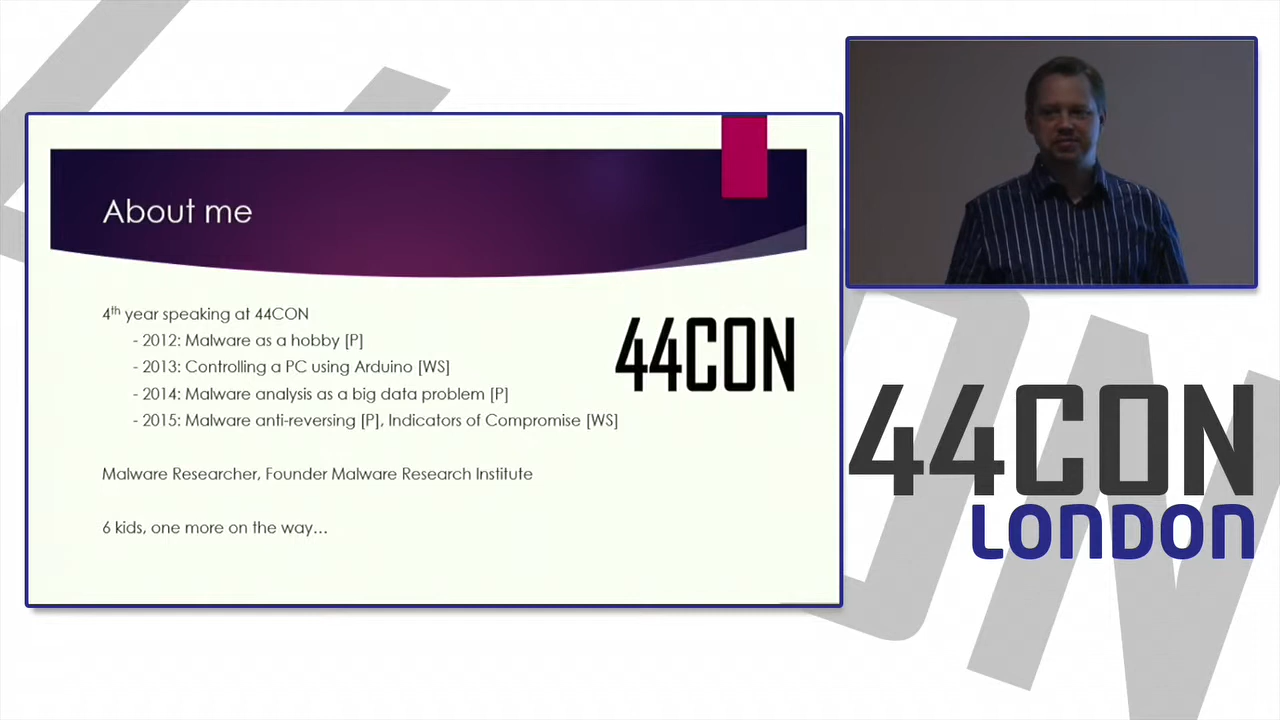 About me
4th year speaking at 44CON
- 2012: Malware as a hobby [P]
- 2013: Controlling a PC using Arduino [WS]
- 2014: Malware analysis as a big data problem [P]
- 2015: Malware anti-reversing [P], Indicators of Compromise [WS]
Malware Researcher, Founder Malware Research Institute
6 kids, one more on the way...
44CON
44CON
LONDON